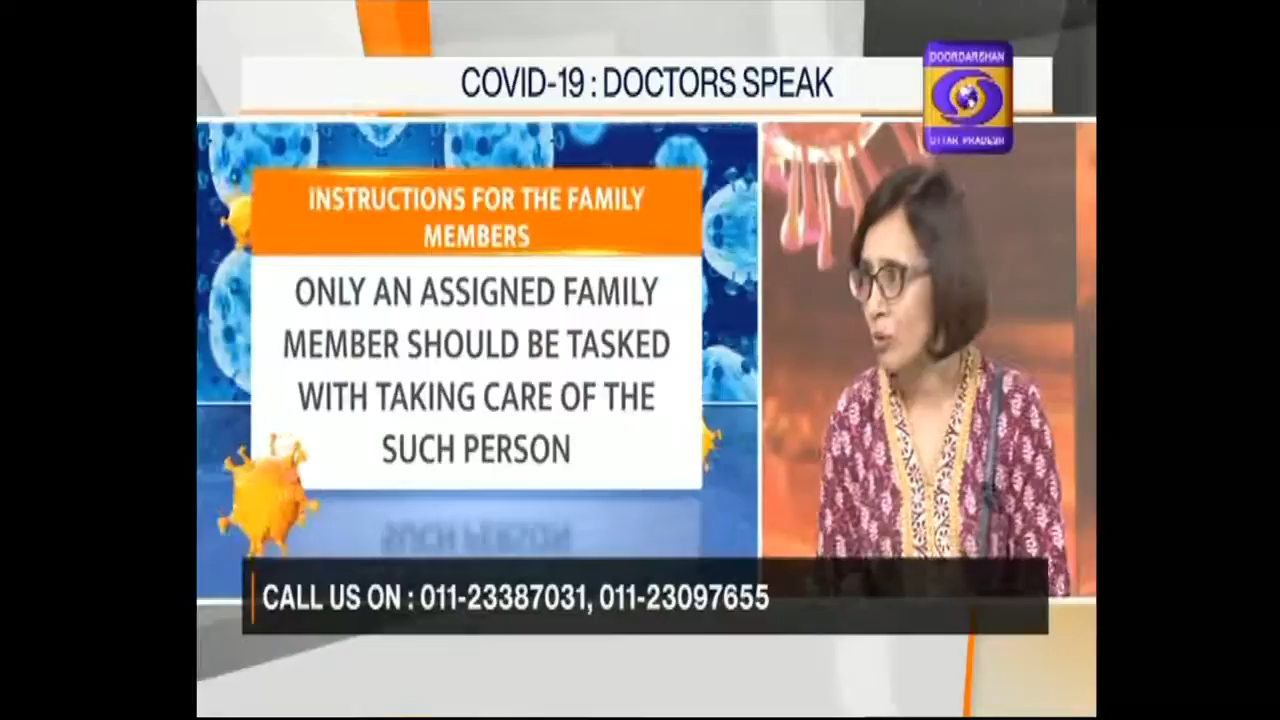 COVID-19 : DOCTORS SPEAK
DOORDARSHAN
UTTAR PRADESH
INSTRUCTIONS FOR THE FAMILY
MEMBERS
ONLY AN ASSIGNED FAMILY
MEMBER SHOULD BE TASKED
WITH TAKING CARE OF THE
SUCH PERSON
CALL US ON : 011-23387031, 011-23097655